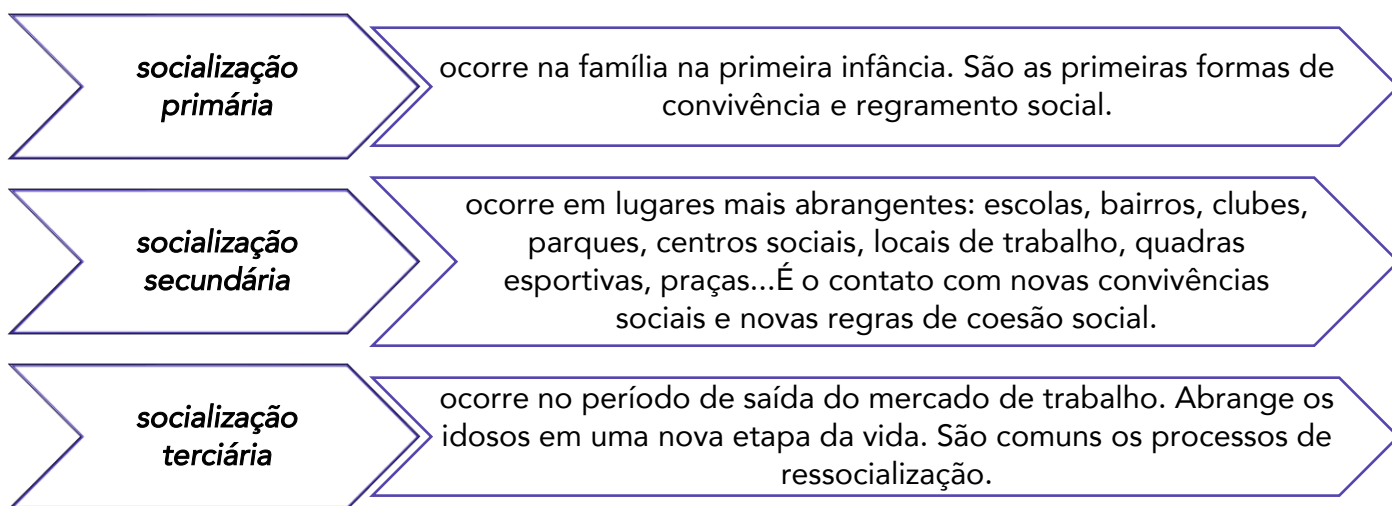 socialização
primária
ocorre na família na primeira infância. São as primeiras formas de
convivência e regramento social.
socialização
secundária
ocorre em lugares mais abrangentes: escolas, bairros, clubes,
parques, centros sociais, locais de trabalho, quadras
esportivas, praças...É o contato com novas convivências
sociais e novas regras de coesão social.
socialização
terciária
ocorre no período de saída do mercado de trabalho. Abrange os
idosos em uma nova etapa da vida. São comuns os processos de
ressocialização.